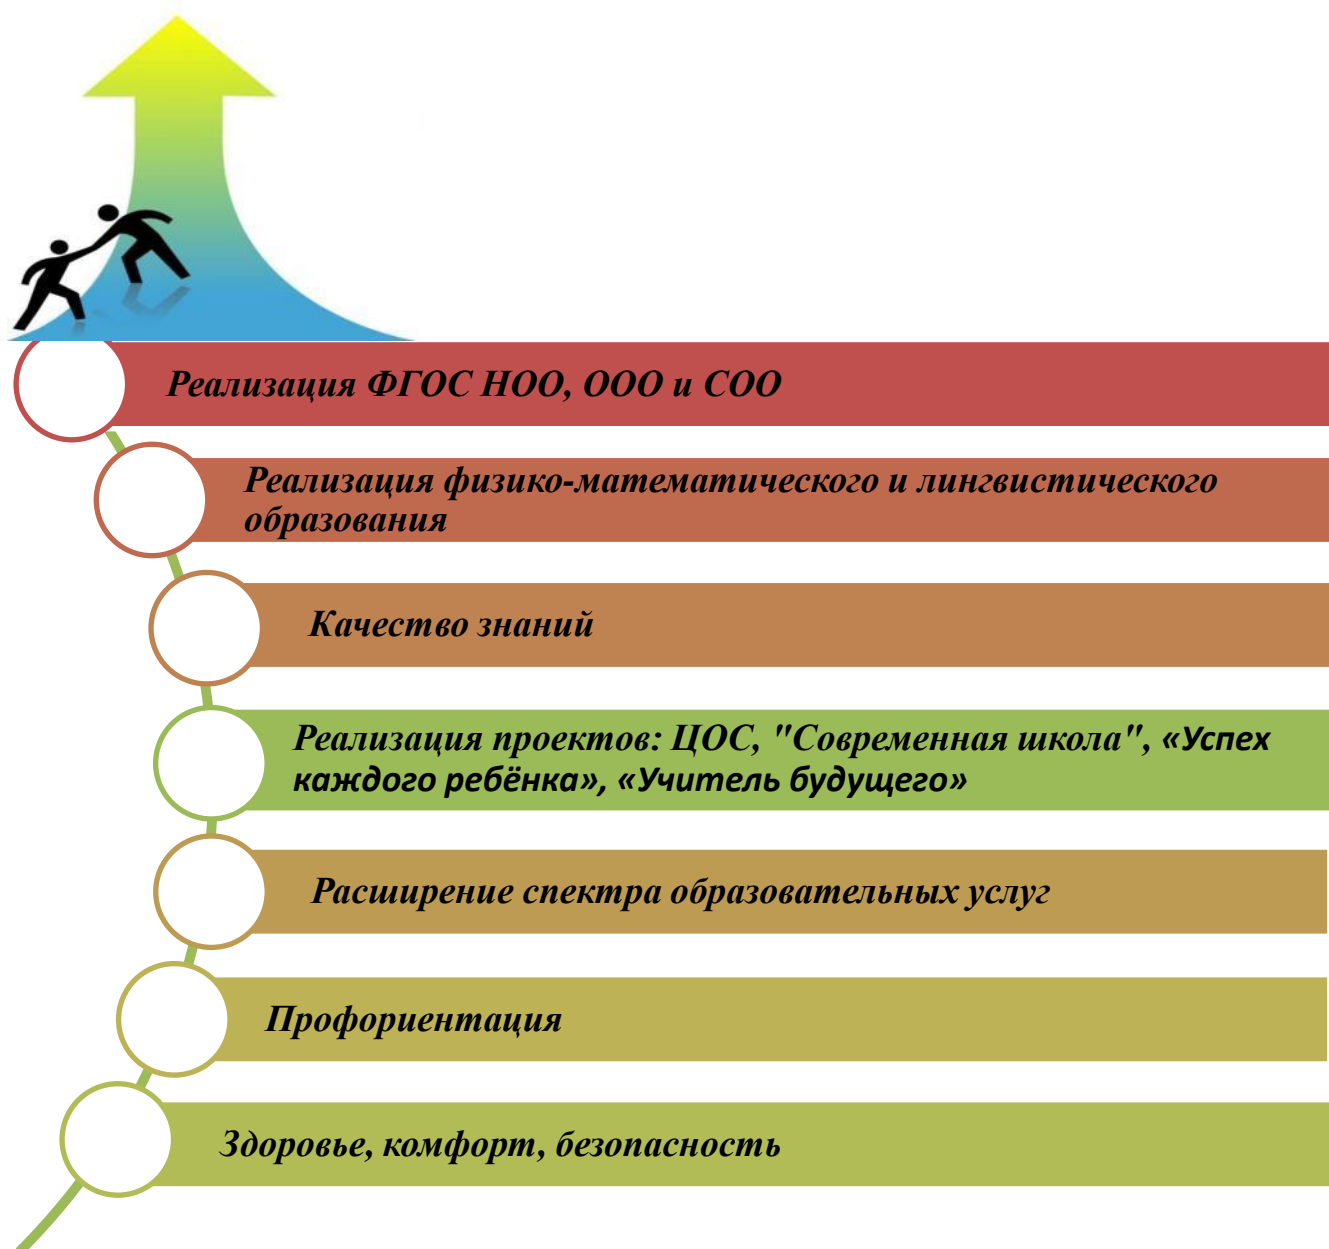 Реализация ФГОС НОО, ООО и СОО
Реализация физико-математического и лингвистического
образования
Качество знаний
Реализация проектов: ЦОС, "Современная школа", «Успех
каждого ребёнка», «Учитель будущего»
Расширение спектра образовательных услуг
Профориентация
Здоровье, комфорт, безопасность